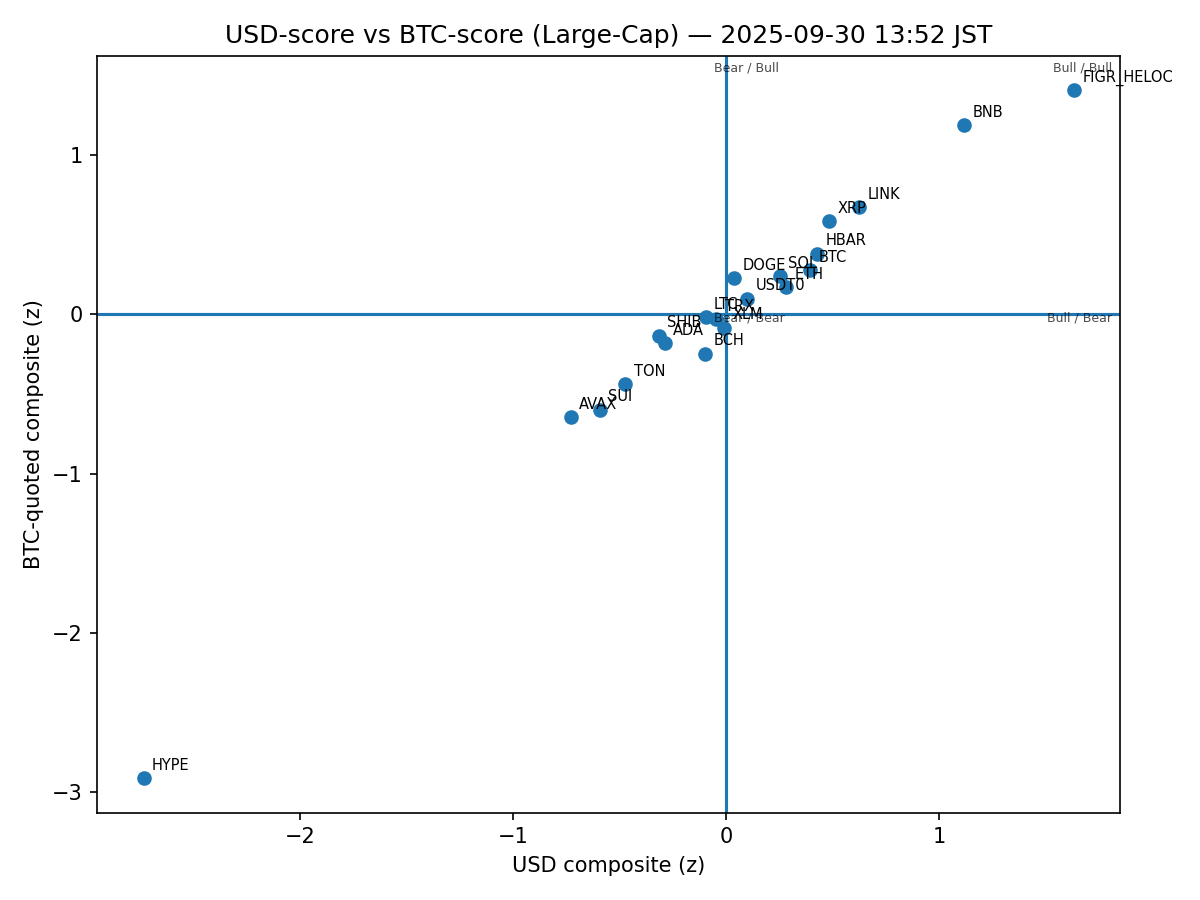 USD-score vs BTC-score (Large-Cap) — 2025-09-30 13:52 JST
Bear / Bull
Bull / Bull
FIGR_HELOC
BNB
LINK
XRP
HBAR
BTC
SOL
DOGE
ETH
USDT0
LTC
TRX
XLM
Bear / Bear
Bull / Bear
SHIB
ADA
BCH
TON
SUI
AVAX
HYPE
1
0
−1
−2
−3
BTC-quoted composite (z)
−2
−1
0
1
USD composite (z)